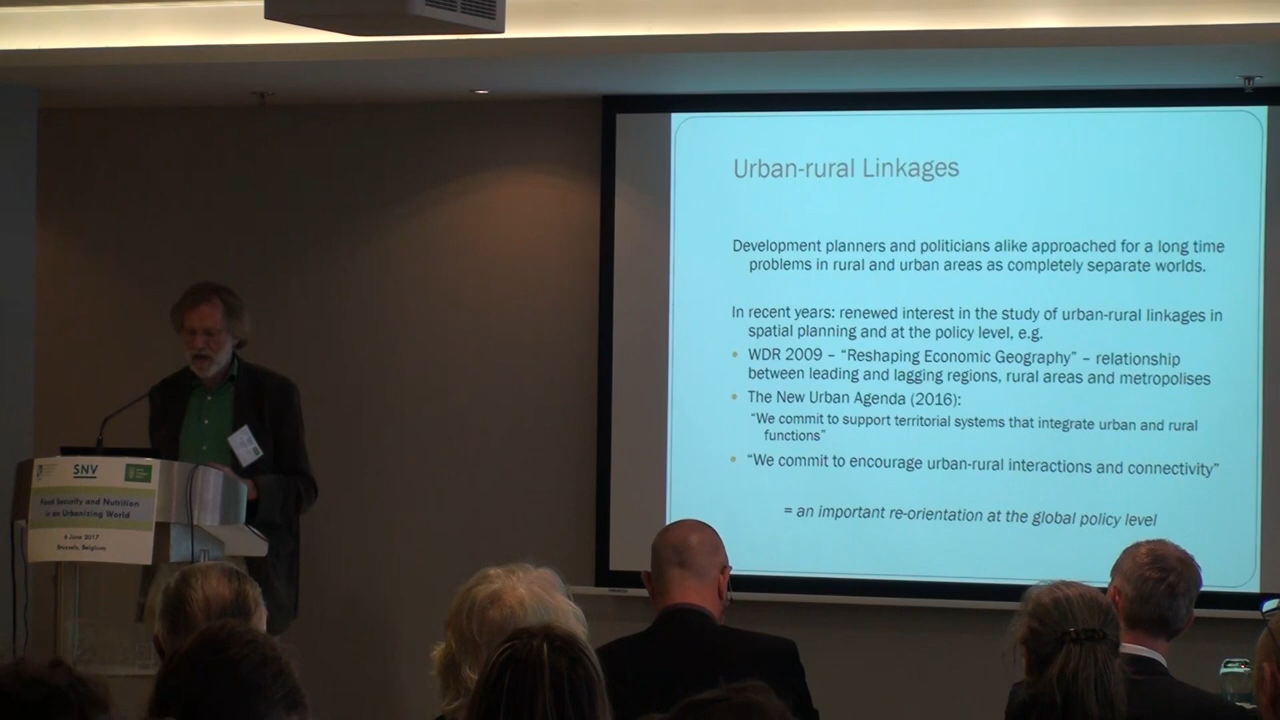 Urban-rural Linkages
Development planners and politicians alike approached for a long time
problems in rural and urban areas as completely separate worlds.
In recent years: renewed interest in the study of urban-rural linkages in
spatial planning and at the policy level, e.g.
• WDR 2009 – “Reshaping Economic Geography” – relationship
between leading and lagging regions, rural areas and metropolises
• The New Urban Agenda (2016):
“We commit to support territorial systems that integrate urban and rural
functions”
• “We commit to encourage urban-rural interactions and connectivity”
= an important re-orientation at the global policy level
SNV
Food Security and Nutrition
in an Urbanizing World
6 June 2017
Brussels, Belgium